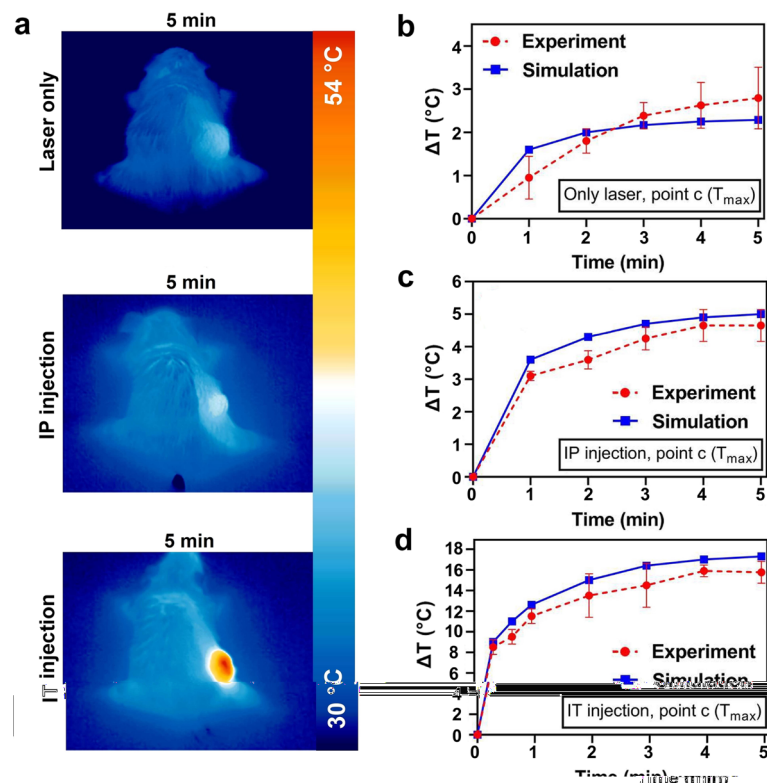 a
5 min
Laser only
5 min
IP injection
5 min
IT injection
54 °C
30 °C
b
4
3
2
1
0
ΔT (°C)
Experiment
Simulation
Only laser, point c (Tmax)
0 1 2 3 4 5
Time (min)
c
6
5
4
3
2
1
0
ΔT (°C)
Experiment
Simulation
IP injection, point c (Tmax)
0 1 2 3 4 5
Time (min)
d
18
16
14
12
10
8
6
4
2
0
ΔT (°C)
Experiment
Simulation
IT injection, point c (Tmax)
0 1 2 3 4 5